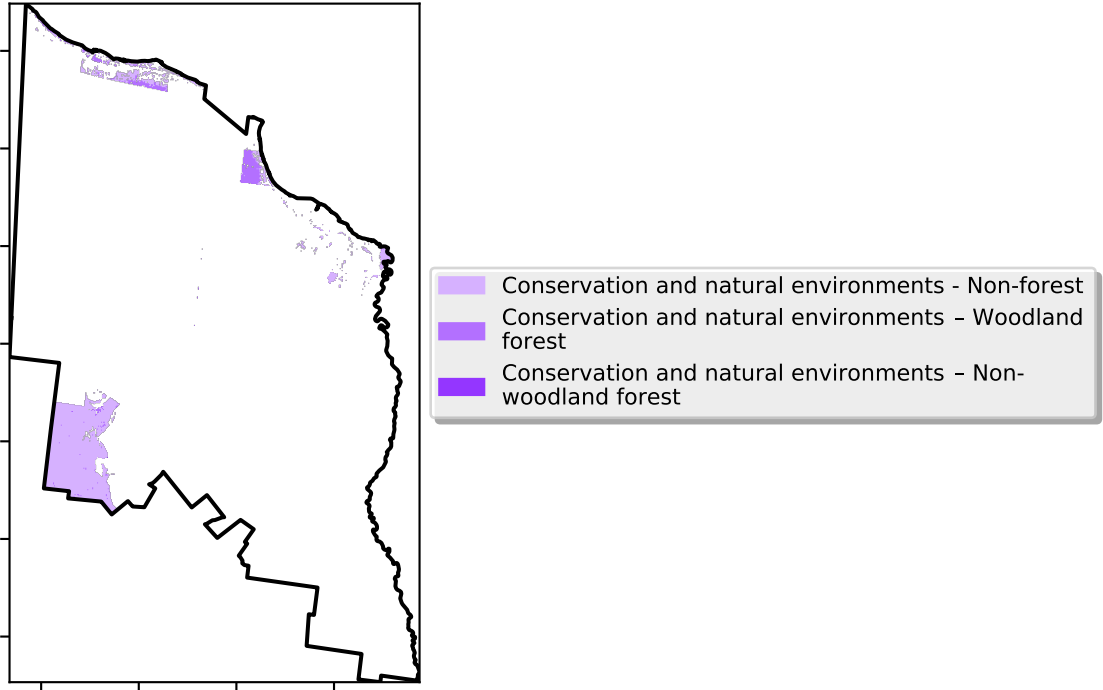 Conservation and natural environments - Non-forest
Conservation and natural environments – Woodland
forest
Conservation and natural environments – Non-
woodland forest